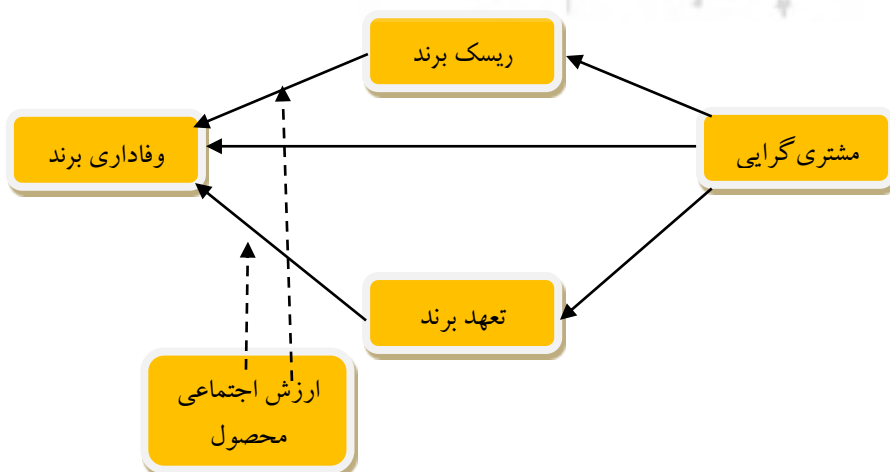 ریسک برند
مشتری‌گرایی
وفاداری برند
تعهد برند
ارزش اجتماعی
محصول